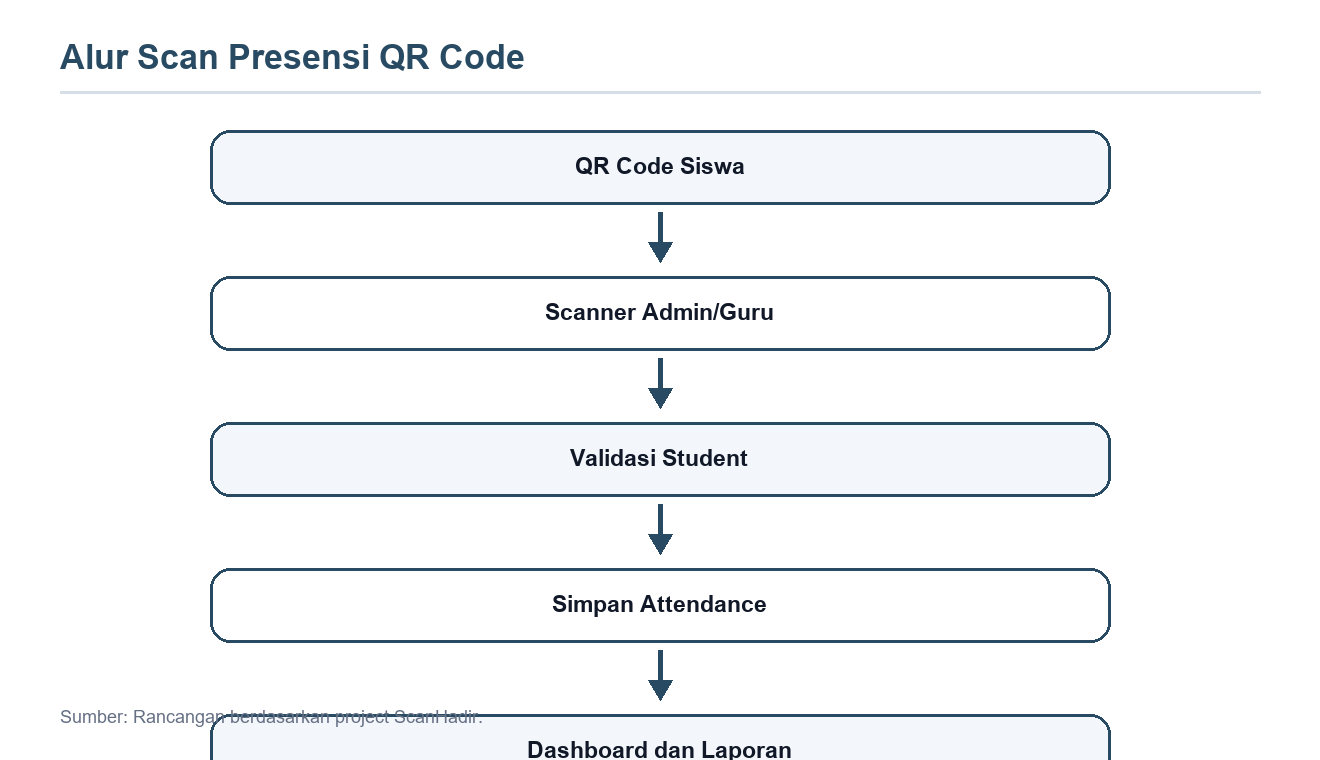 Alur Scan Presensi QR Code
QR Code Siswa
Scanner Admin/Guru
Validasi Student
Simpan Attendance
Sumber: Rancangan berdasarkan project ScanHadir.
Dashboard dan Laporan